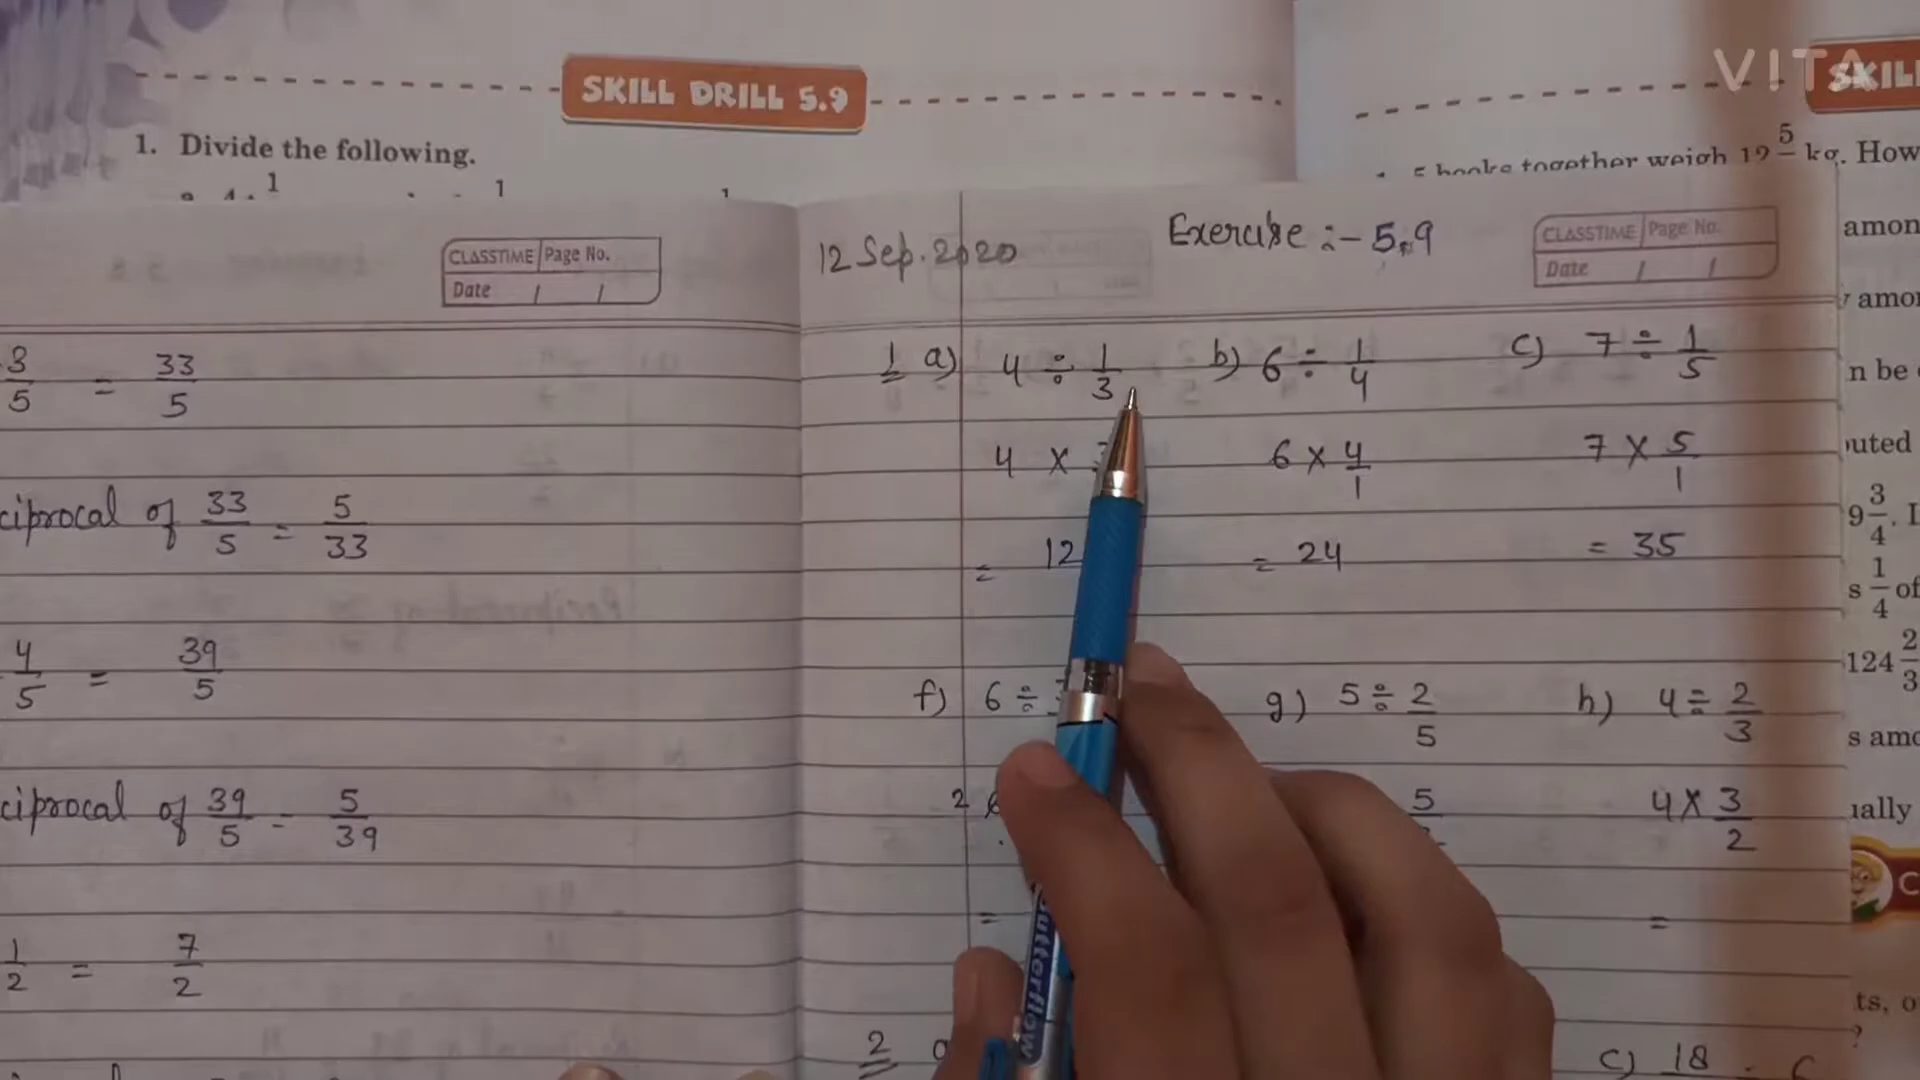 VITA
SKILL DRILL 5.9
SKILL
1. Divide the following.
5 books together weigh 12 5/ kg. How
CLASSTIME Page No.
Date / /
3/5 = 33/5
ciprocal of 33/5 = 5/33
4/5 = 39/5
ciprocal of 39/5 = 5/39
1/2 = 7/2
12 Sep. 2020 Exercise :- 5.9
CLASSTIME Page No.
Date / /
1 a) 4 ÷ 1/3 b) 6 ÷ 1/4 c) 7 ÷ 1/5
4 × 6 × 4/1 7 × 5/1
= 12 = 24 = 35
f) 6 ÷ g) 5 ÷ 2/5 h) 4 ÷ 2/3
2 6 5 4 × 3/2
= =
2 a c) 18
amon
amon
n be
uted
9 3/4.
s 1/4 of
124 2/3
s amo
ually
C
ts, o
?
butterflow